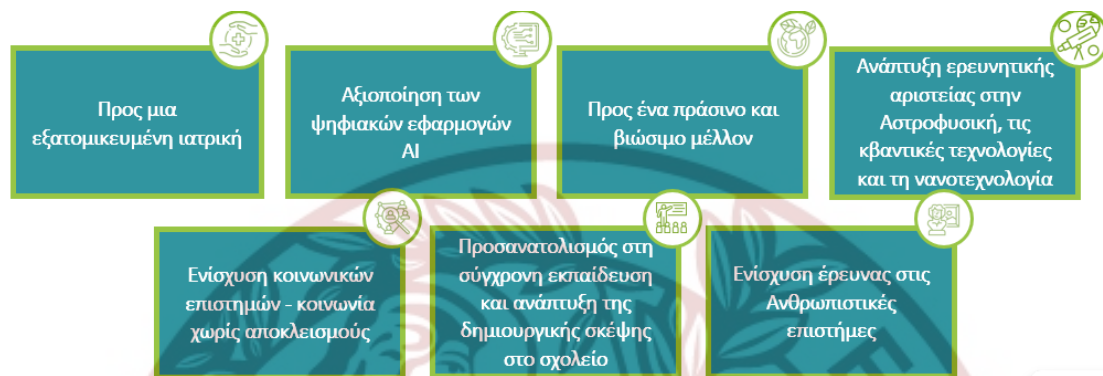 Προς μια
εξατομικευμένη ιατρική
Αξιοποίηση των
ψηφιακών εφαρμογών
AI
Προς ένα πράσινο και
βιώσιμο μέλλον
Ανάπτυξη ερευνητικής
αριστείας στην
Αστροφυσική, τις
κβαντικές τεχνολογίες
και τη νανοτεχνολογία
Ενίσχυση κοινωνικών
επιστημών - κοινωνία
χωρίς αποκλεισμούς
Προσανατολισμός στη
σύγχρονη εκπαίδευση
και ανάπτυξη της
δημιουργικής σκέψης
στο σχολείο
Ενίσχυση έρευνας στις
Ανθρωπιστικές
επιστήμες